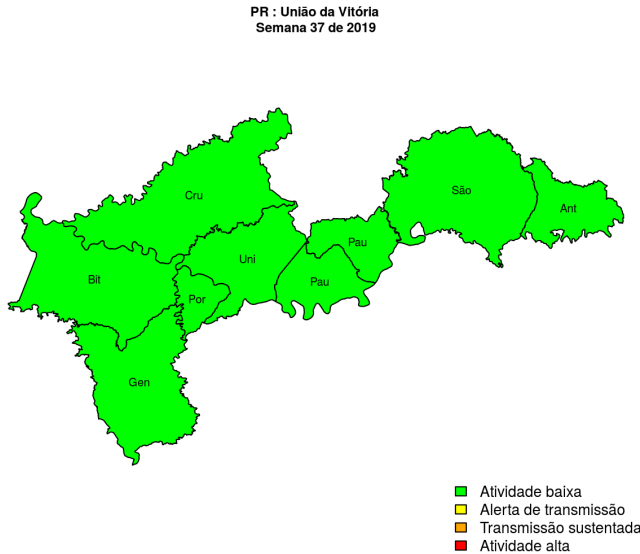 PR : União da Vitória
Semana 37 de 2019
Cru
São
Ant
Pau
Uni
Bit
Pau
Por
Gen
Atividade baixa
Alerta de transmissão
Transmissão sustentada
Atividade alta